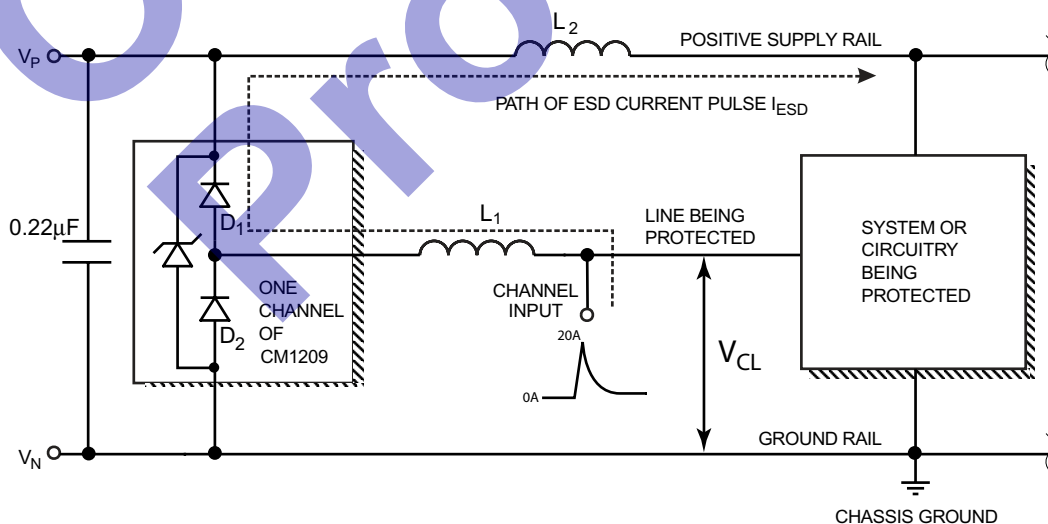 L2
VP
POSITIVE SUPPLY RAIL
PATH OF ESD CURRENT PULSE IESD
0.22μF
D1
L1
LINE BEING
PROTECTED
SYSTEM OR
CIRCUITRY
BEING
PROTECTED
ONE
CHANNEL
OF
CM1209
D2
CHANNEL
INPUT
20A
0A
VCL
VN
GROUND RAIL
CHASSIS GROUND